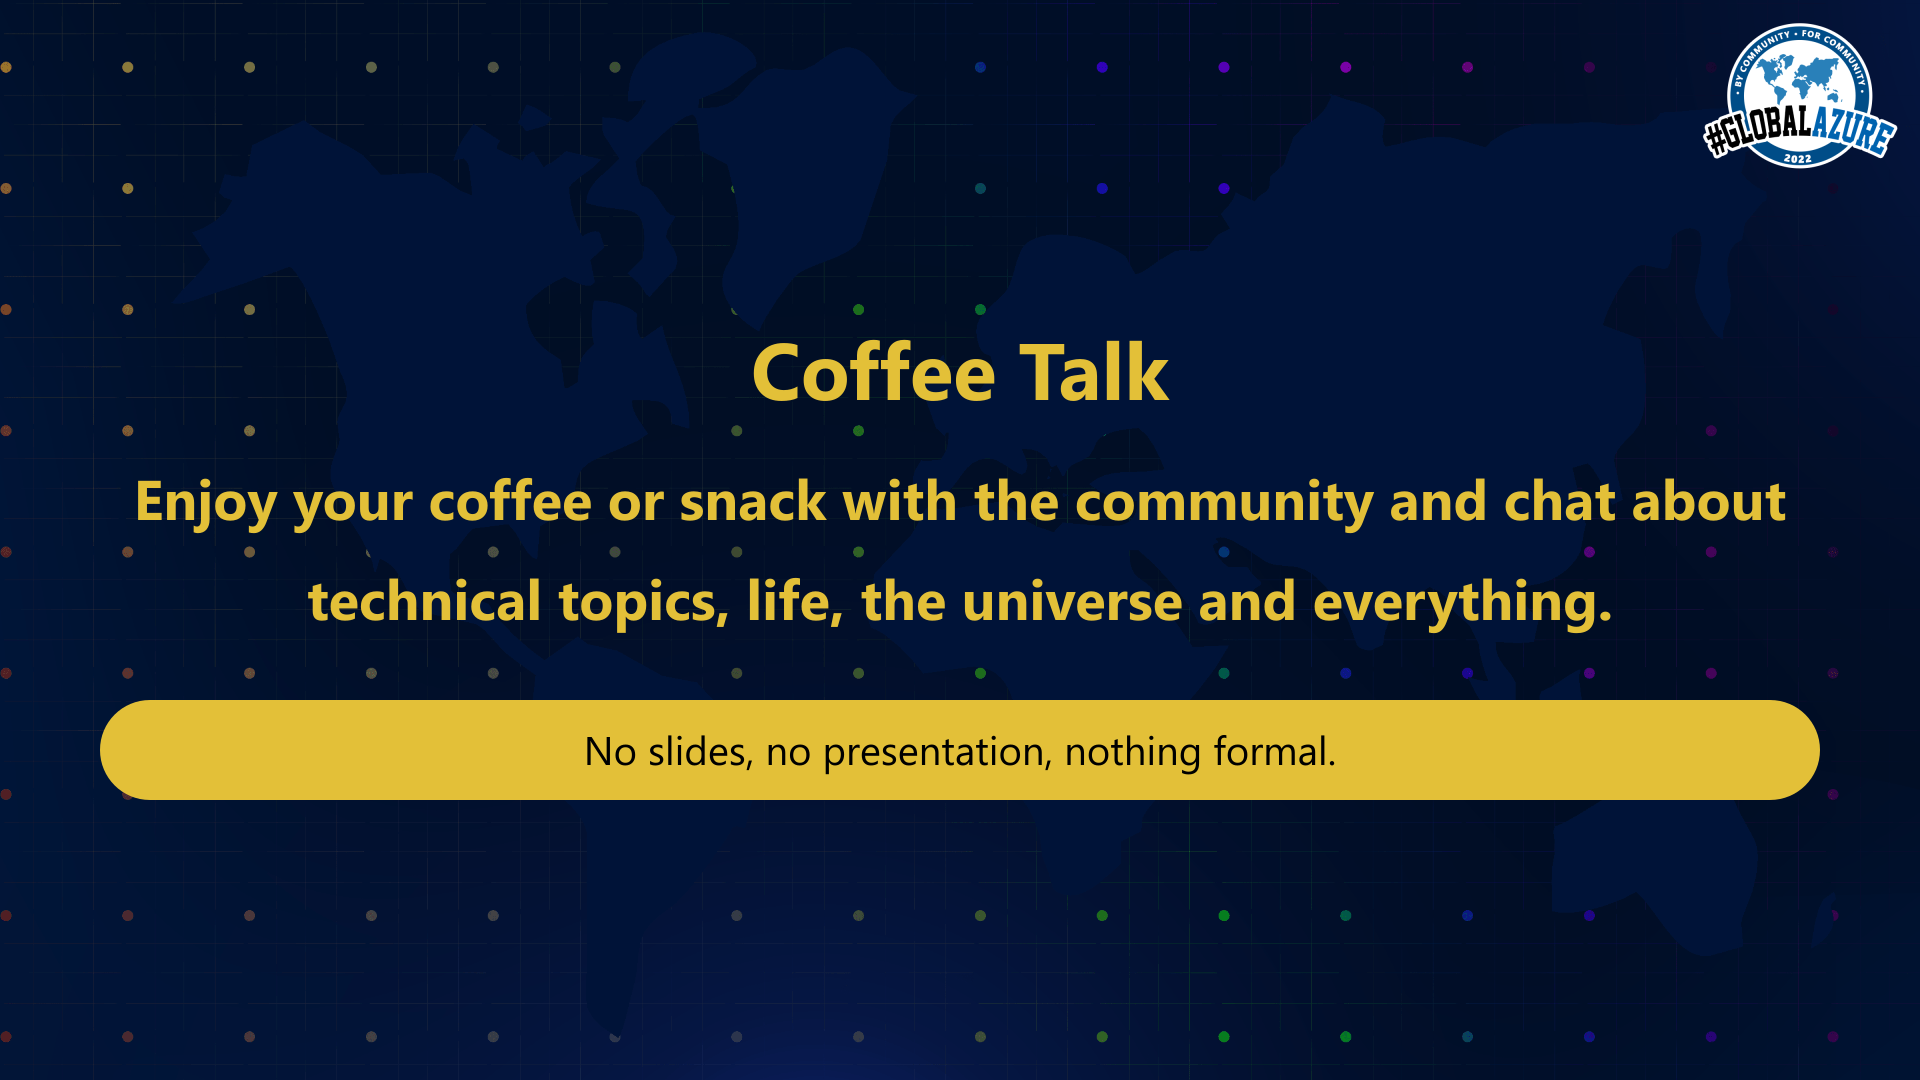 • BY COMMUNITY • FOR COMMUNITY •
#GLOBALAZURE
2022
Coffee Talk
Enjoy your coffee or snack with the community and chat about
technical topics, life, the universe and everything.
No slides, no presentation, nothing formal.